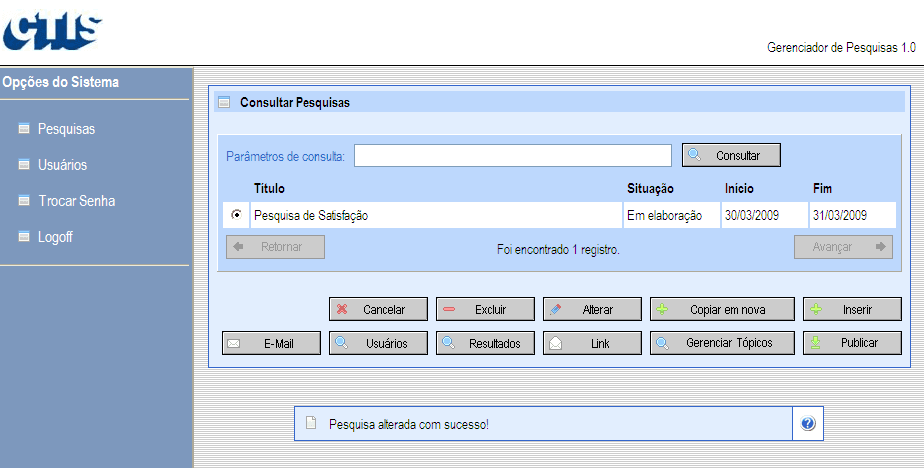 CTIS
Gerenciador de Pesquisas 1.0
Opções do Sistema
Pesquisas
Usuários
Trocar Senha
Logoff
Consultar Pesquisas
Parâmetros de consulta: Consultar
Título Situação Início Fim
Pesquisa de Satisfação Em elaboração 30/03/2009 31/03/2009
Retornar Foi encontrado 1 registro. Avançar
Cancelar Excluir Alterar Copiar em nova Inserir
E-Mail Usuários Resultados Link Gerenciar Tópicos Publicar
Pesquisa alterada com sucesso!